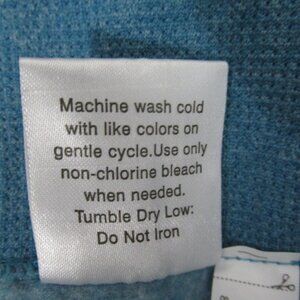 Machine wash cold
with like colors on
gentle cycle.Use only
non-chlorine bleach
when needed.
Tumble Dry Low:
Do Not Iron